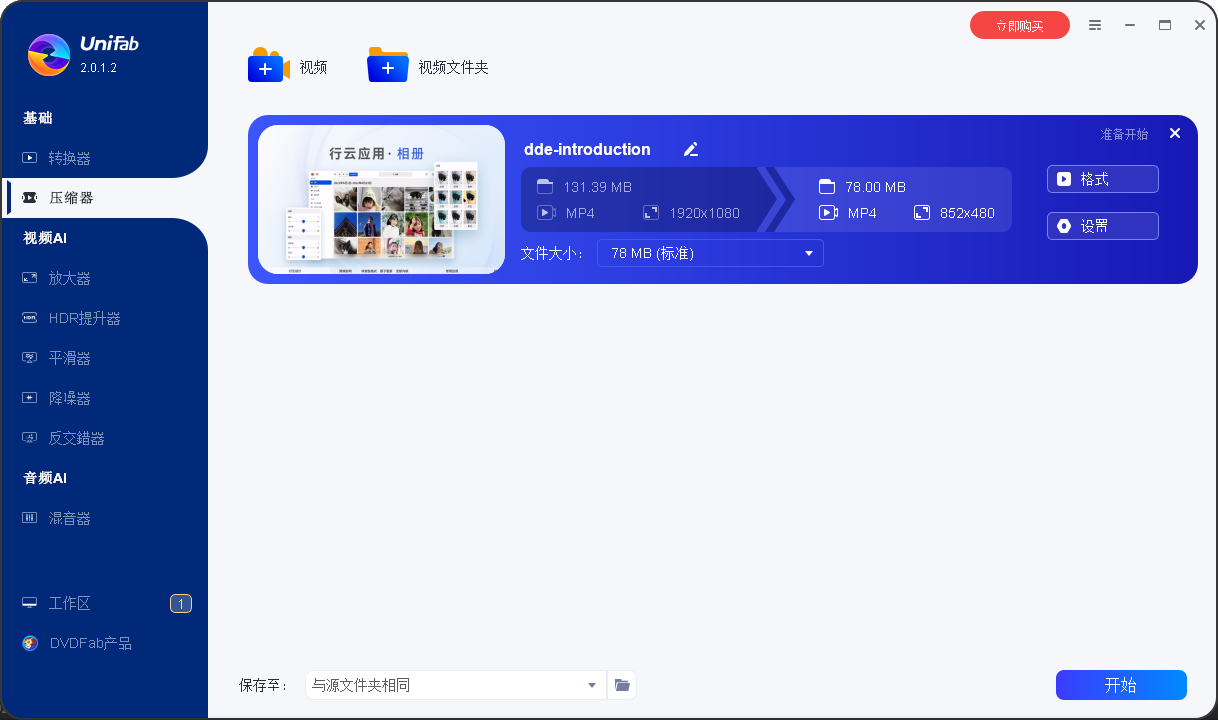 UniFab
2.0.1.2
基础
转换器
压缩器
视频AI
放大器
HDR提升器
平滑器
降噪器
反交錯器
音频AI
混音器
工作区
1
DVDFab产品
立即购买
视频
视频文件夹
行云应用·相册
dde-introduction
准备开始
131.39 MB
MP4
1920x1080
78.00 MB
MP4
852x480
文件大小：
78 MB (标准)
格式
设置
保存至：
与源文件夹相同
开始